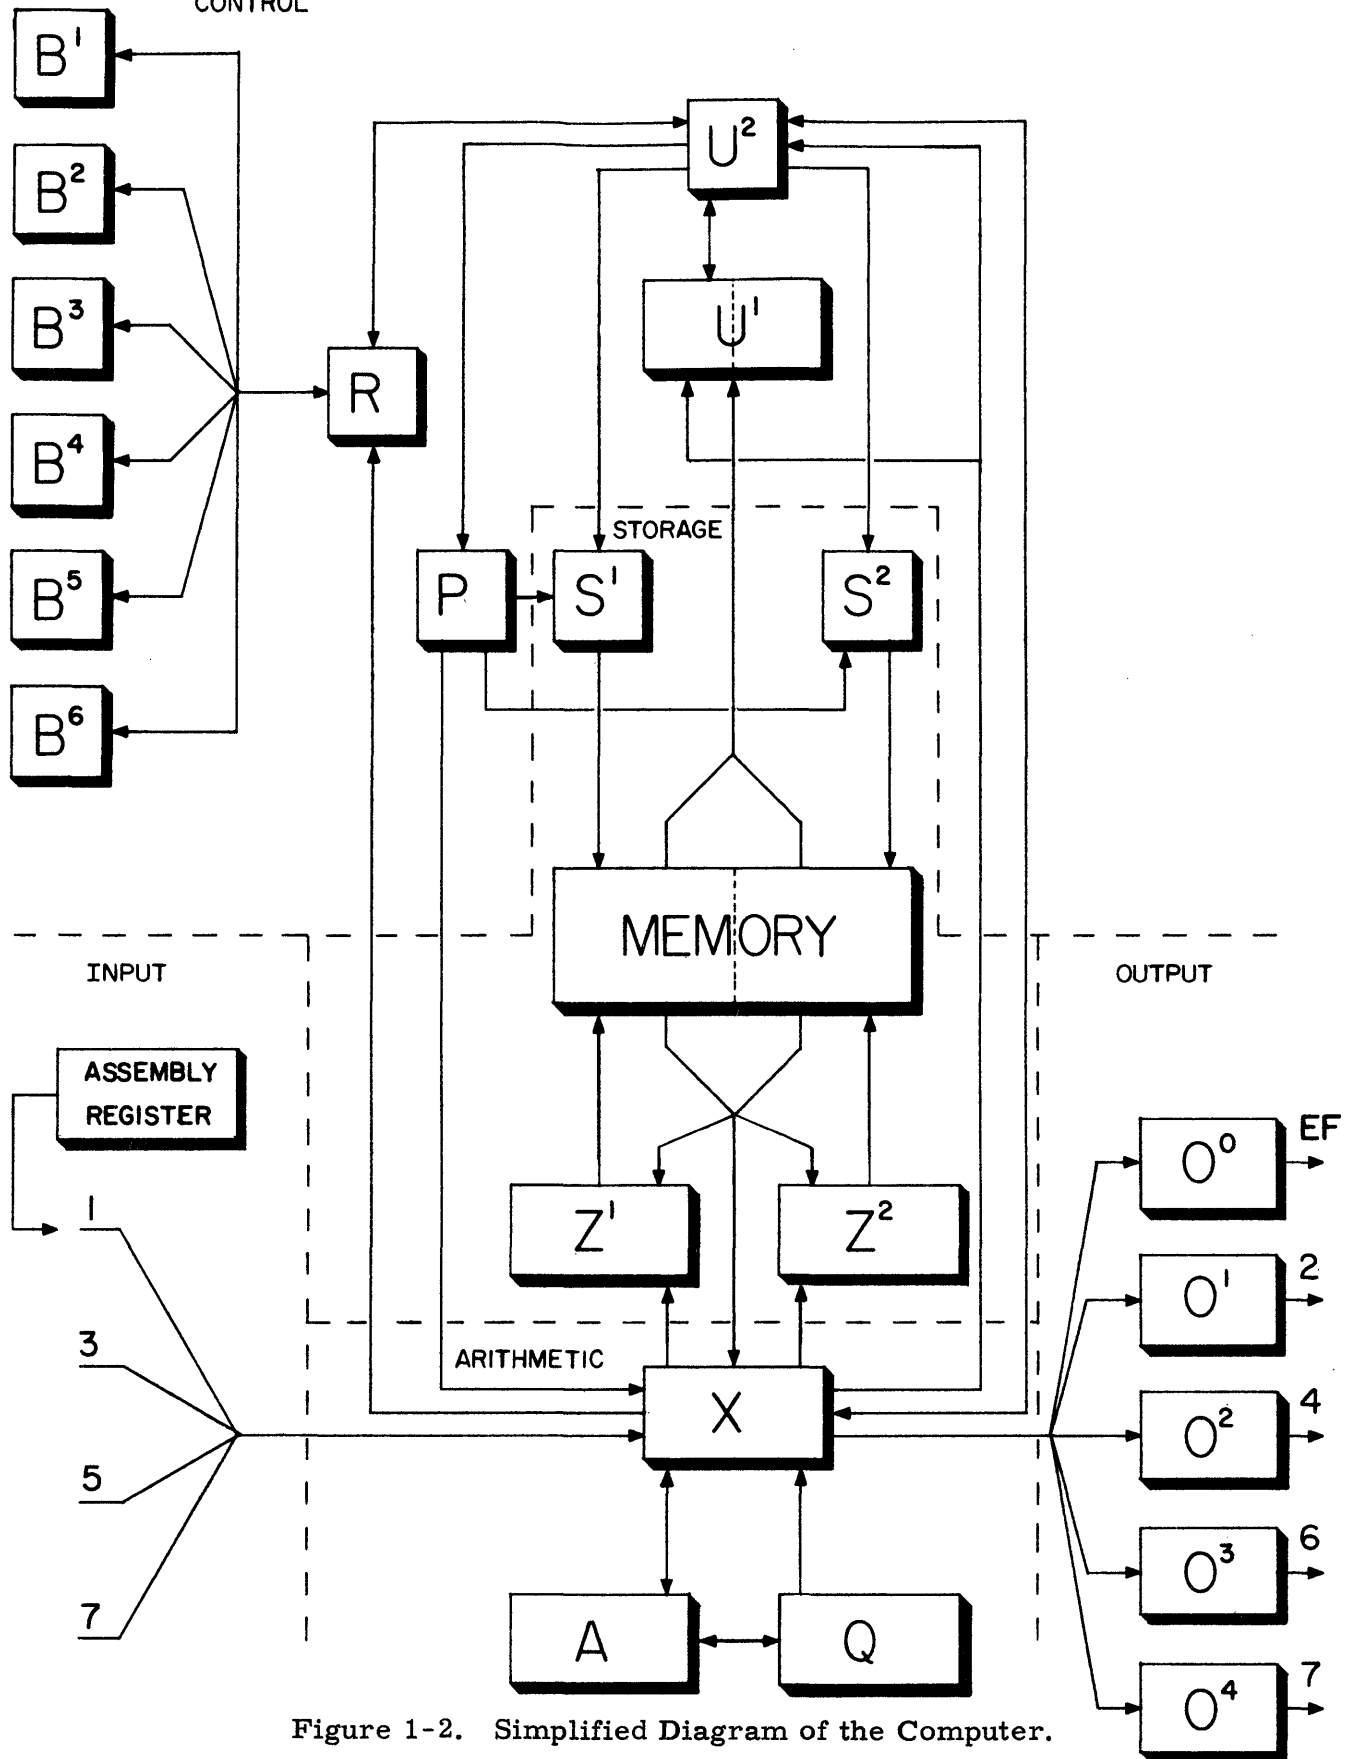 CONTROL
B¹
B²
B³
B⁴
B⁵
B⁶
U²
U¹
R
P
STORAGE
S¹
S²
MEMORY
INPUT
OUTPUT
ASSEMBLY
REGISTER
1
3
5
7
Z¹
Z²
ARITHMETIC
X
A
Q
EF
O⁰
2
O¹
4
O²
6
O³
7
O⁴
Figure 1-2. Simplified Diagram of the Computer.